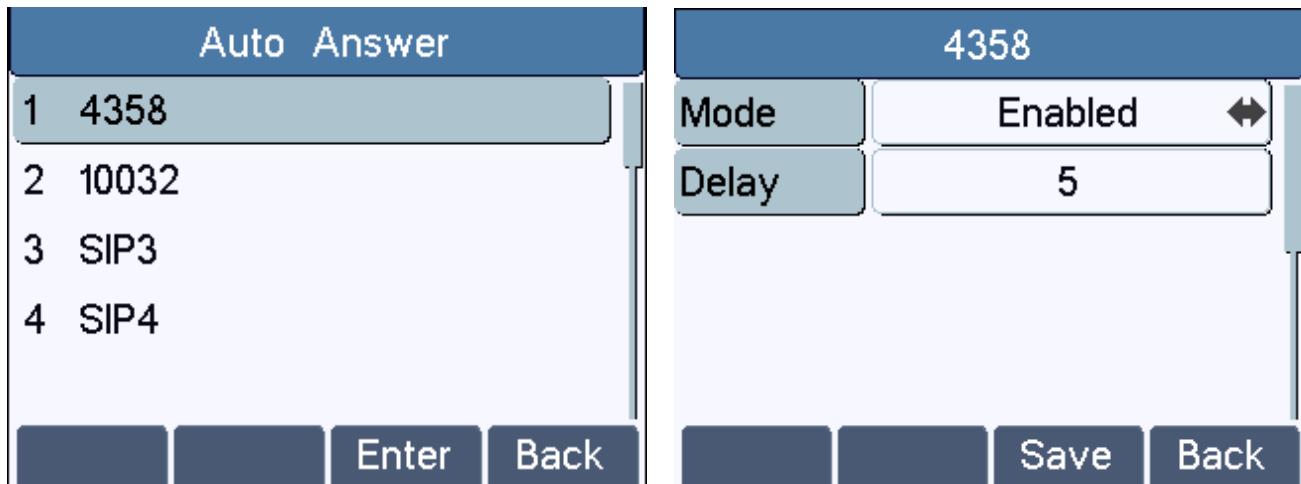 Auto Answer
1 4358
2 10032
3 SIP3
4 SIP4
Enter Back
4358
Mode Enabled
Delay 5
Save Back